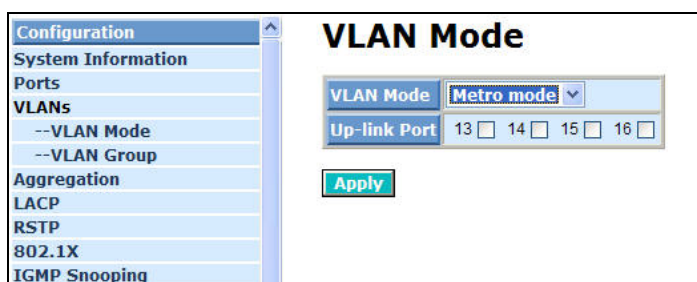 Configuration
System Information
Ports
VLANs
--VLAN Mode
--VLAN Group
Aggregation
LACP
RSTP
802.1X
IGMP Snooping
VLAN Mode
VLAN Mode Metro mode
Up-link Port 13 14 15 16
Apply